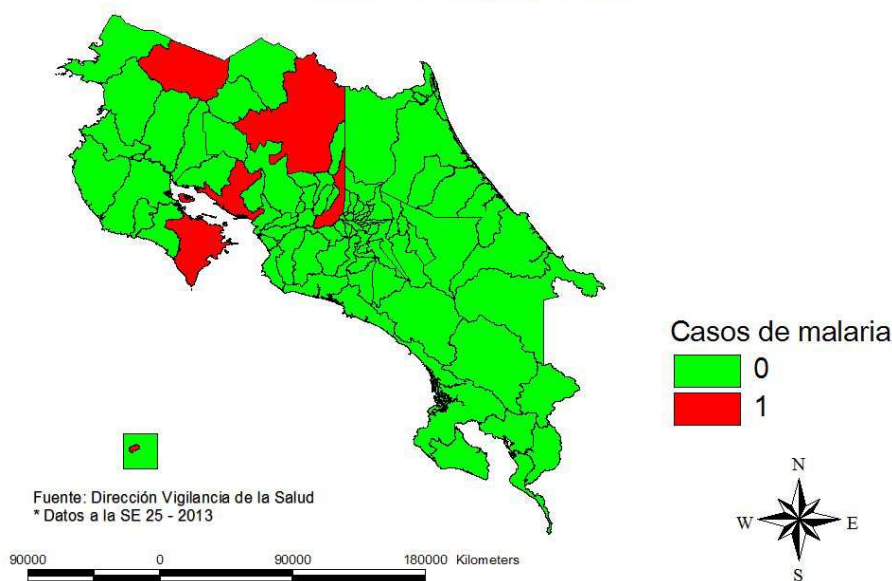 Casos de malaria
0
1
Fuente: Dirección Vigilancia de la Salud
* Datos a la SE 25 - 2013
90000 0 90000 180000 Kilometers
N
W E
S